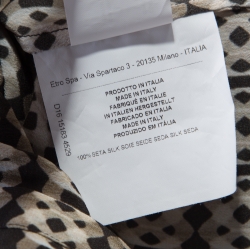 Etro Spa - Via Spartaco 3 - 20135 Milano - ITALIA
PRODOTTO IN ITALIA
MADE IN ITALY
FABRIQUÉ EN ITALIE
IN ITALIEN HERGESTELLT
FABRICADO EN ITALIA
MADE IN ITALY
PRODUZIDO EM ITÁLIA
100% SETA SILK SOIE SEIDE SEDA SILK SEDA